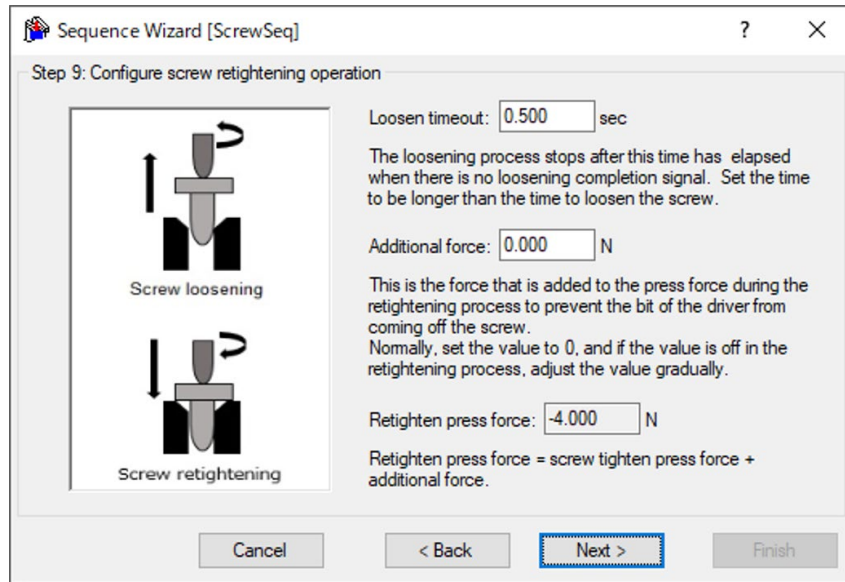 Sequence Wizard [ScrewSeq]
? ×
Step 9: Configure screw retightening operation
Screw loosening
Screw retightening
Loosen timeout: 0.500 sec
The loosening process stops after this time has elapsed
when there is no loosening completion signal. Set the time
to be longer than the time to loosen the screw.
Additional force: 0.000 N
This is the force that is added to the press force during the
retightening process to prevent the bit of the driver from
coming off the screw.
Normally, set the value to 0, and if the value is off in the
retightening process, adjust the value gradually.
Retighten press force: -4.000 N
Retighten press force = screw tighten press force +
additional force.
Cancel < Back Next > Finish